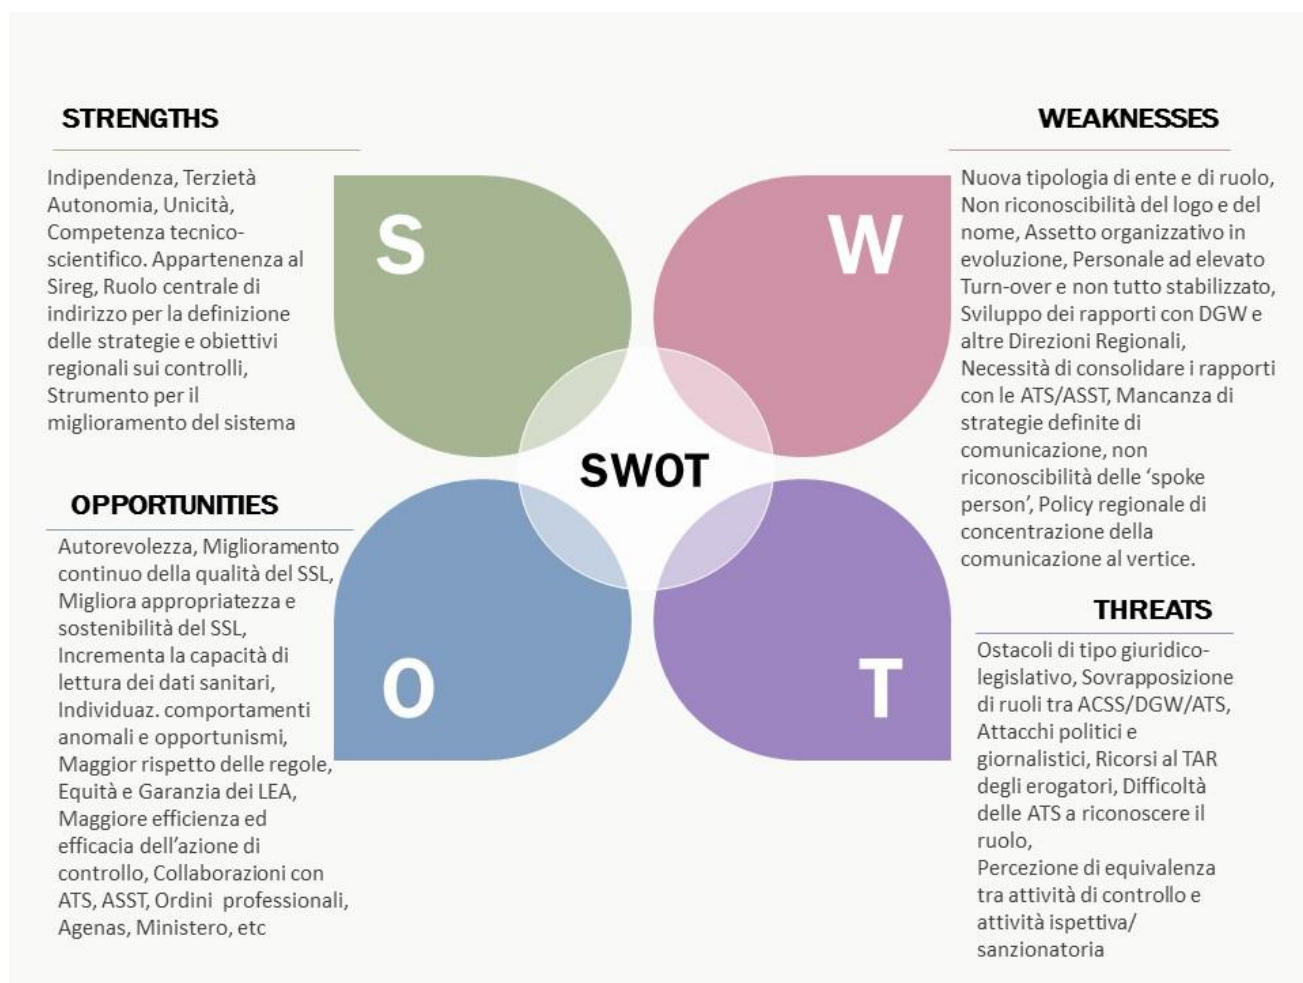 STRENGTHS
Indipendenza, Terzietà
Autonomia, Unicità,
Competenza tecnico-
scientifico. Appartenenza al
Sireg, Ruolo centrale di
indirizzo per la definizione
delle strategie e obiettivi
regionali sui controlli,
Strumento per il
miglioramento del sistema
S
WEAKNESSES
Nuova tipologia di ente e di ruolo,
Non riconoscibilità del logo e del
nome, Assetto organizzativo in
evoluzione, Personale ad elevato
Turn-over e non tutto stabilizzato,
Sviluppo dei rapporti con DGW e
altre Direzioni Regionali,
Necessità di consolidare i rapporti
con le ATS/ASST, Mancanza di
strategie definite di
comunicazione, non
riconoscibilità delle ‘spoke
person’, Policy regionale di
concentrazione della
comunicazione al vertice.
W
SWOT
OPPORTUNITIES
Autorevolezza, Miglioramento
continuo della qualità del SSL,
Migliora appropriatezza e
sostenibilità del SSL,
Incrementa la capacità di
lettura dei dati sanitari,
Individuaz. comportamenti
anomali e opportunismi,
Maggior rispetto delle regole,
Equità e Garanzia dei LEA,
Maggiore efficienza ed
efficacia dell’azione di
controllo, Collaborazioni con
ATS, ASST, Ordini professionali,
Agenas, Ministero, etc
O
THREATS
Ostacoli di tipo giuridico-
legislativo, Sovrapposizione
di ruoli tra ACSS/DGW/ATS,
Attacchi politici e
giornalistici, Ricorsi al TAR
degli erogatori, Difficoltà
delle ATS a riconoscere il
ruolo,
Percezione di equivalenza
tra attività di controllo e
attività ispettiva/
sanzionatoria
T